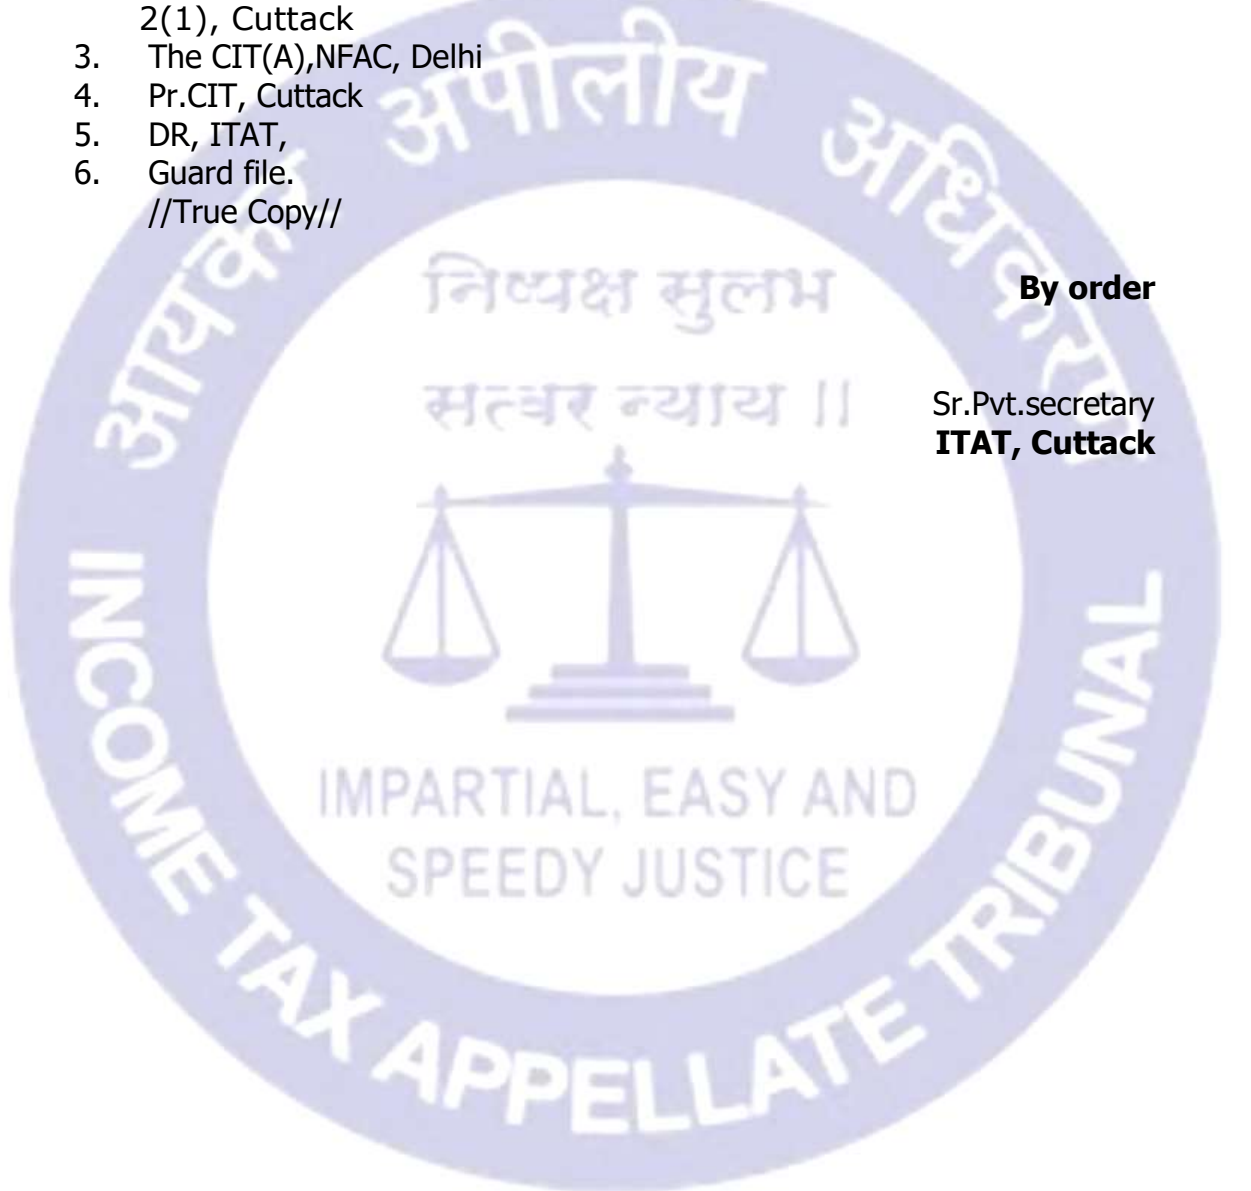 2(1), Cuttack
3. The CIT(A),NFAC, Delhi
4. Pr.CIT, Cuttack
5. DR, ITAT,
6. Guard file.
//True Copy//
By order
Sr.Pvt.secretary
ITAT, Cuttack
आयकर अपीलीय अधिकरण
निष्पक्ष सुलभ
सत्वर न्याय ||
IMPARTIAL, EASY AND
SPEEDY JUSTICE
INCOME TAX APPELLATE TRIBUNAL